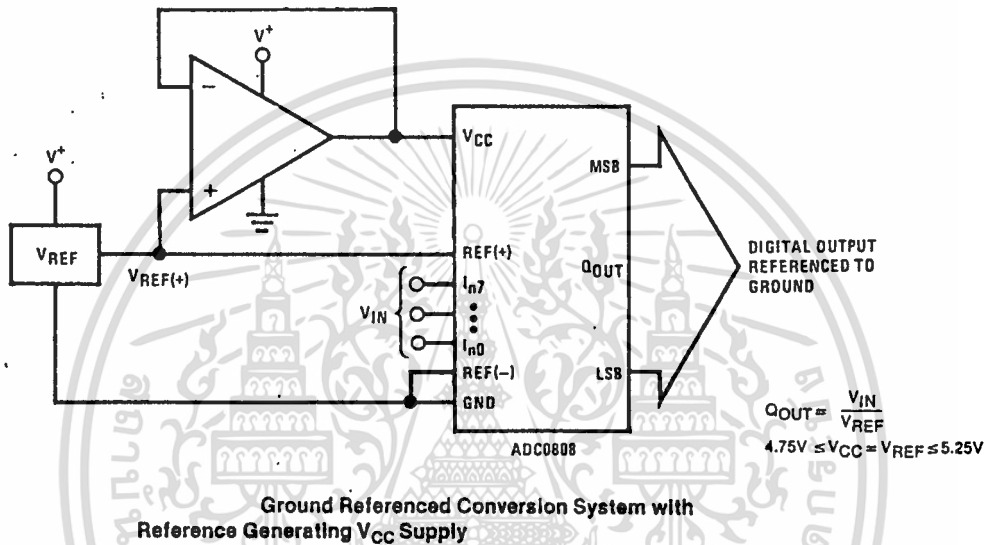 V+
V+
−
+
VCC
MSB
VREF
VREF(+)
REF(+)
QOUT
DIGITAL OUTPUT
REFERENCED TO
GROUND
VIN
In7
In0
REF(−)
LSB
GND
QOUT = VIN/VREF
4.75V ≤ VCC = VREF ≤ 5.25V
ADC0808
Ground Referenced Conversion System with
Reference Generating VCC Supply